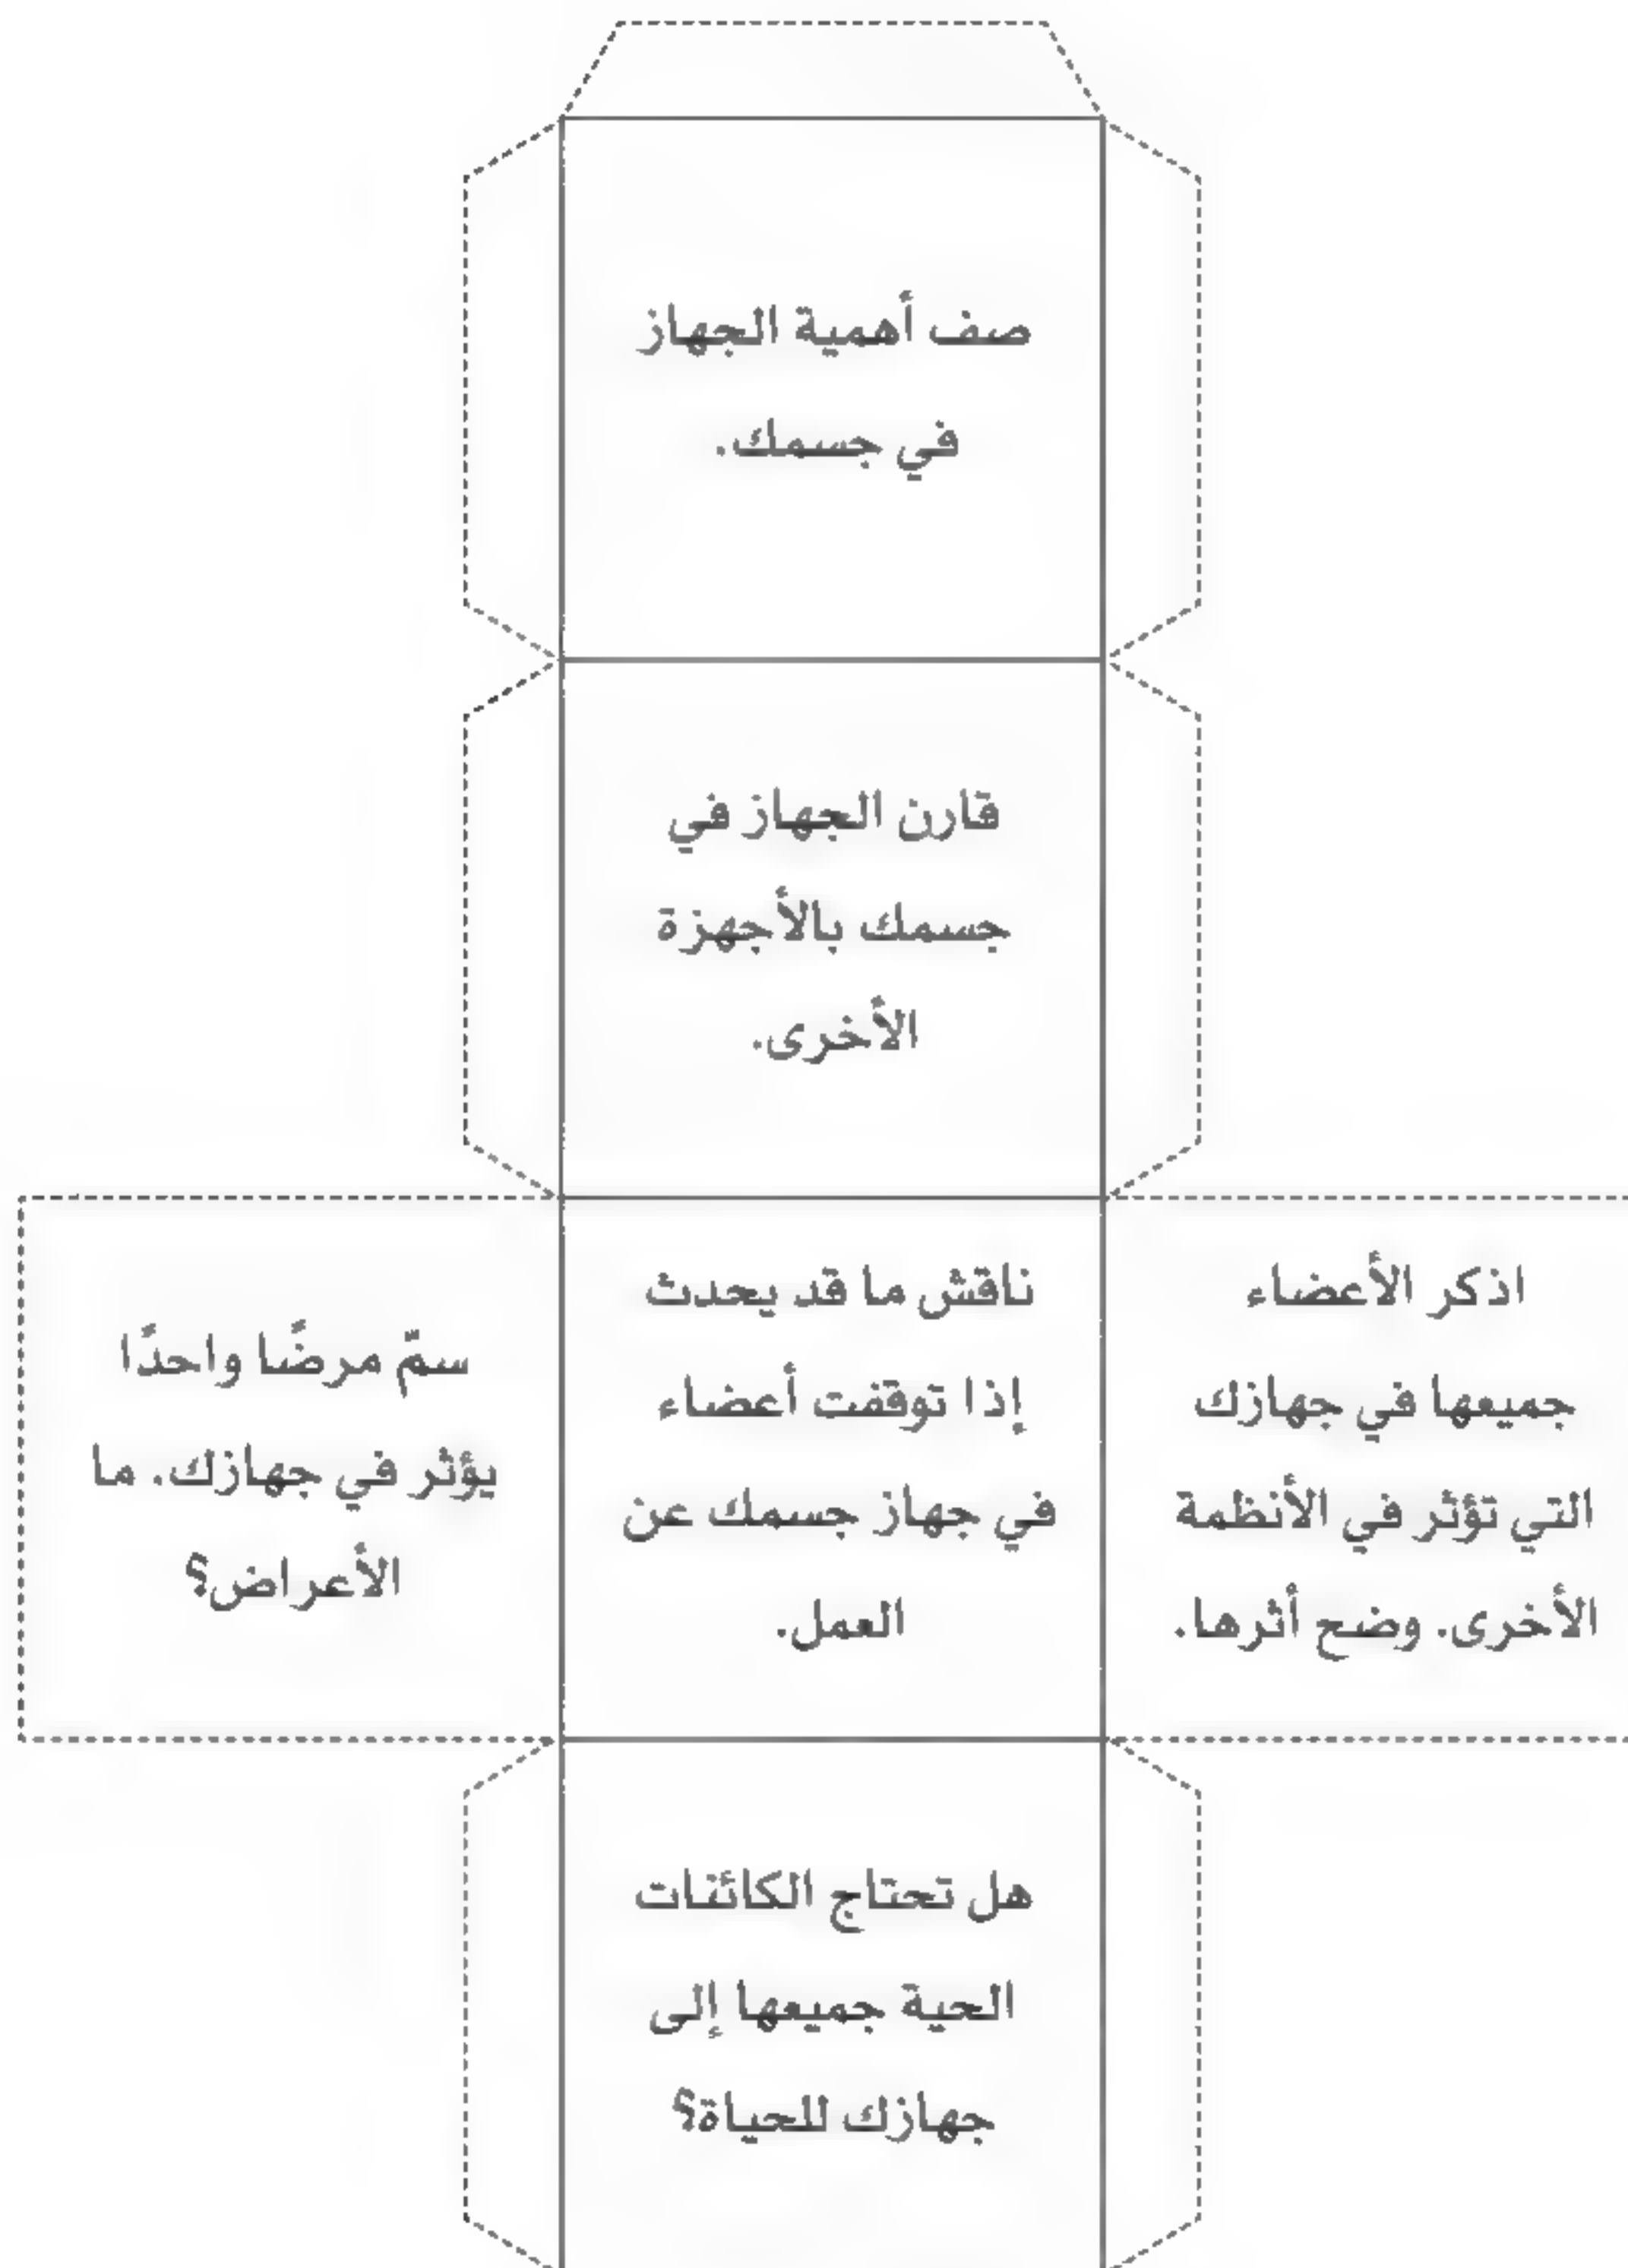 صف أهمية الجهاز
في جسمك.
قارن الجهاز في
جسمك بالأجهزة
الأخرى.
اذكر الأعضاء
جميعها في جهازك
التي تؤثر في الأنظمة
الأخرى. وضح أثرها.
ناقش ما قد يحدث
إذا توقفت أعضاء
في جهاز جسمك عن
العمل.
سمّ مرضًا واحدًا
يؤثر في جهازك. ما
الأعراض؟
هل تحتاج الكائنات
الحية جميعها إلى
جهازك للحياة؟